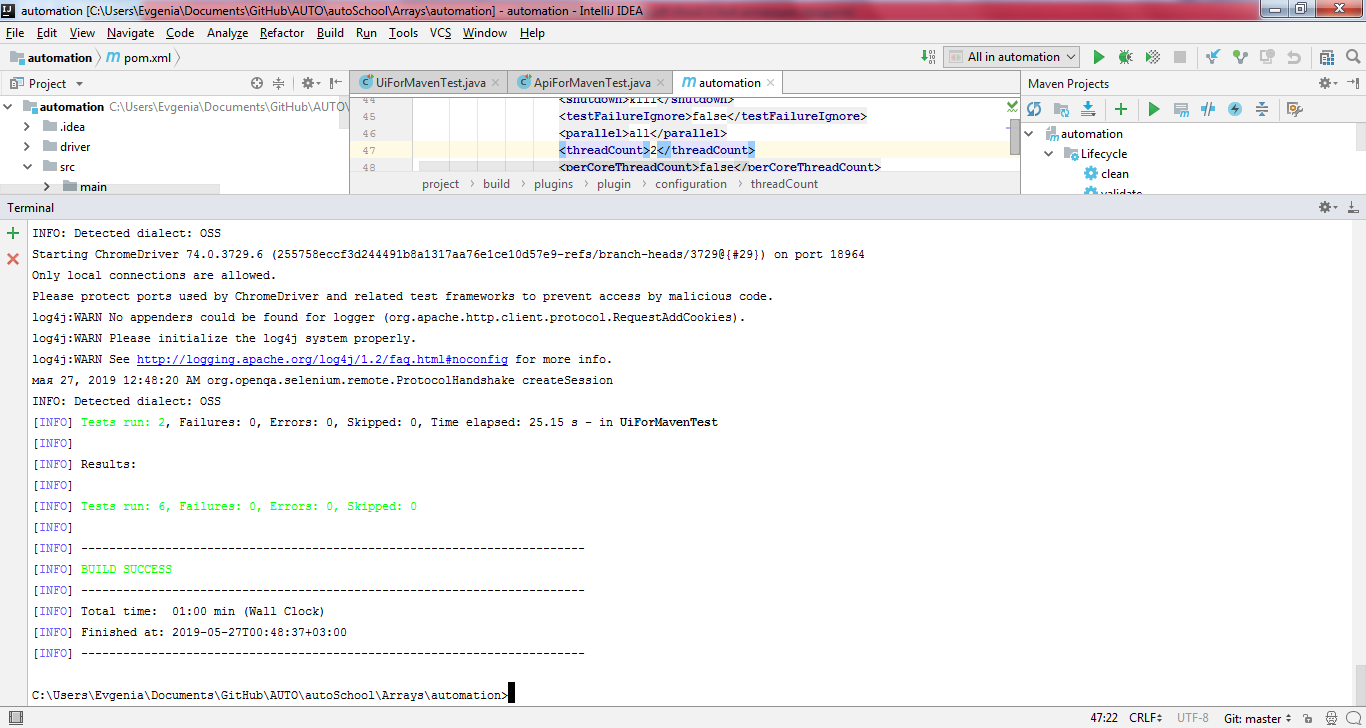 automation [C:\Users\Evgenia\Documents\GitHub\AUTO\autoSchool\Arrays\automation] - automation - IntelliJ IDEA
File Edit View Navigate Code Analyze Refactor Build Run Tools VCS Window Help
automation pom.xml All in automation
Project UiForMavenTest.java ApiForMavenTest.java automation Maven Projects
automation C:\Users\Evgenia\Documents\GitHub\AUTO\
.idea
driver
src
main
44 <shutdown>kill</shutdown>
45 <testFailureIgnore>false</testFailureIgnore>
46 <parallel>all</parallel>
47 <threadCount>2</threadCount>
48 <perCoreThreadCount>false</perCoreThreadCount>
project build plugins plugin configuration threadCount
automation
Lifecycle
clean
validate
Terminal
INFO: Detected dialect: OSS
Starting ChromeDriver 74.0.3729.6 (255758eccf3d244491b8a1317aa76e1ce10d57e9-refs/branch-heads/3729@{#29}) on port 18964
Only local connections are allowed.
Please protect ports used by ChromeDriver and related test frameworks to prevent access by malicious code.
log4j:WARN No appenders could be found for logger (org.apache.http.client.protocol.RequestAddCookies).
log4j:WARN Please initialize the log4j system properly.
log4j:WARN See http://logging.apache.org/log4j/1.2/faq.html#noconfig for more info.
мая 27, 2019 12:48:20 AM org.openqa.selenium.remote.ProtocolHandshake createSession
INFO: Detected dialect: OSS
[INFO] Tests run: 2, Failures: 0, Errors: 0, Skipped: 0, Time elapsed: 25.15 s - in UiForMavenTest
[INFO]
[INFO] Results:
[INFO]
[INFO] Tests run: 6, Failures: 0, Errors: 0, Skipped: 0
[INFO]
[INFO] ------------------------------------------------------------------------
[INFO] BUILD SUCCESS
[INFO] ------------------------------------------------------------------------
[INFO] Total time:  01:00 min (Wall Clock)
[INFO] Finished at: 2019-05-27T00:48:37+03:00
[INFO] ------------------------------------------------------------------------
C:\Users\Evgenia\Documents\GitHub\AUTO\autoSchool\Arrays\automation>
47:22 CRLF UTF-8 Git: master